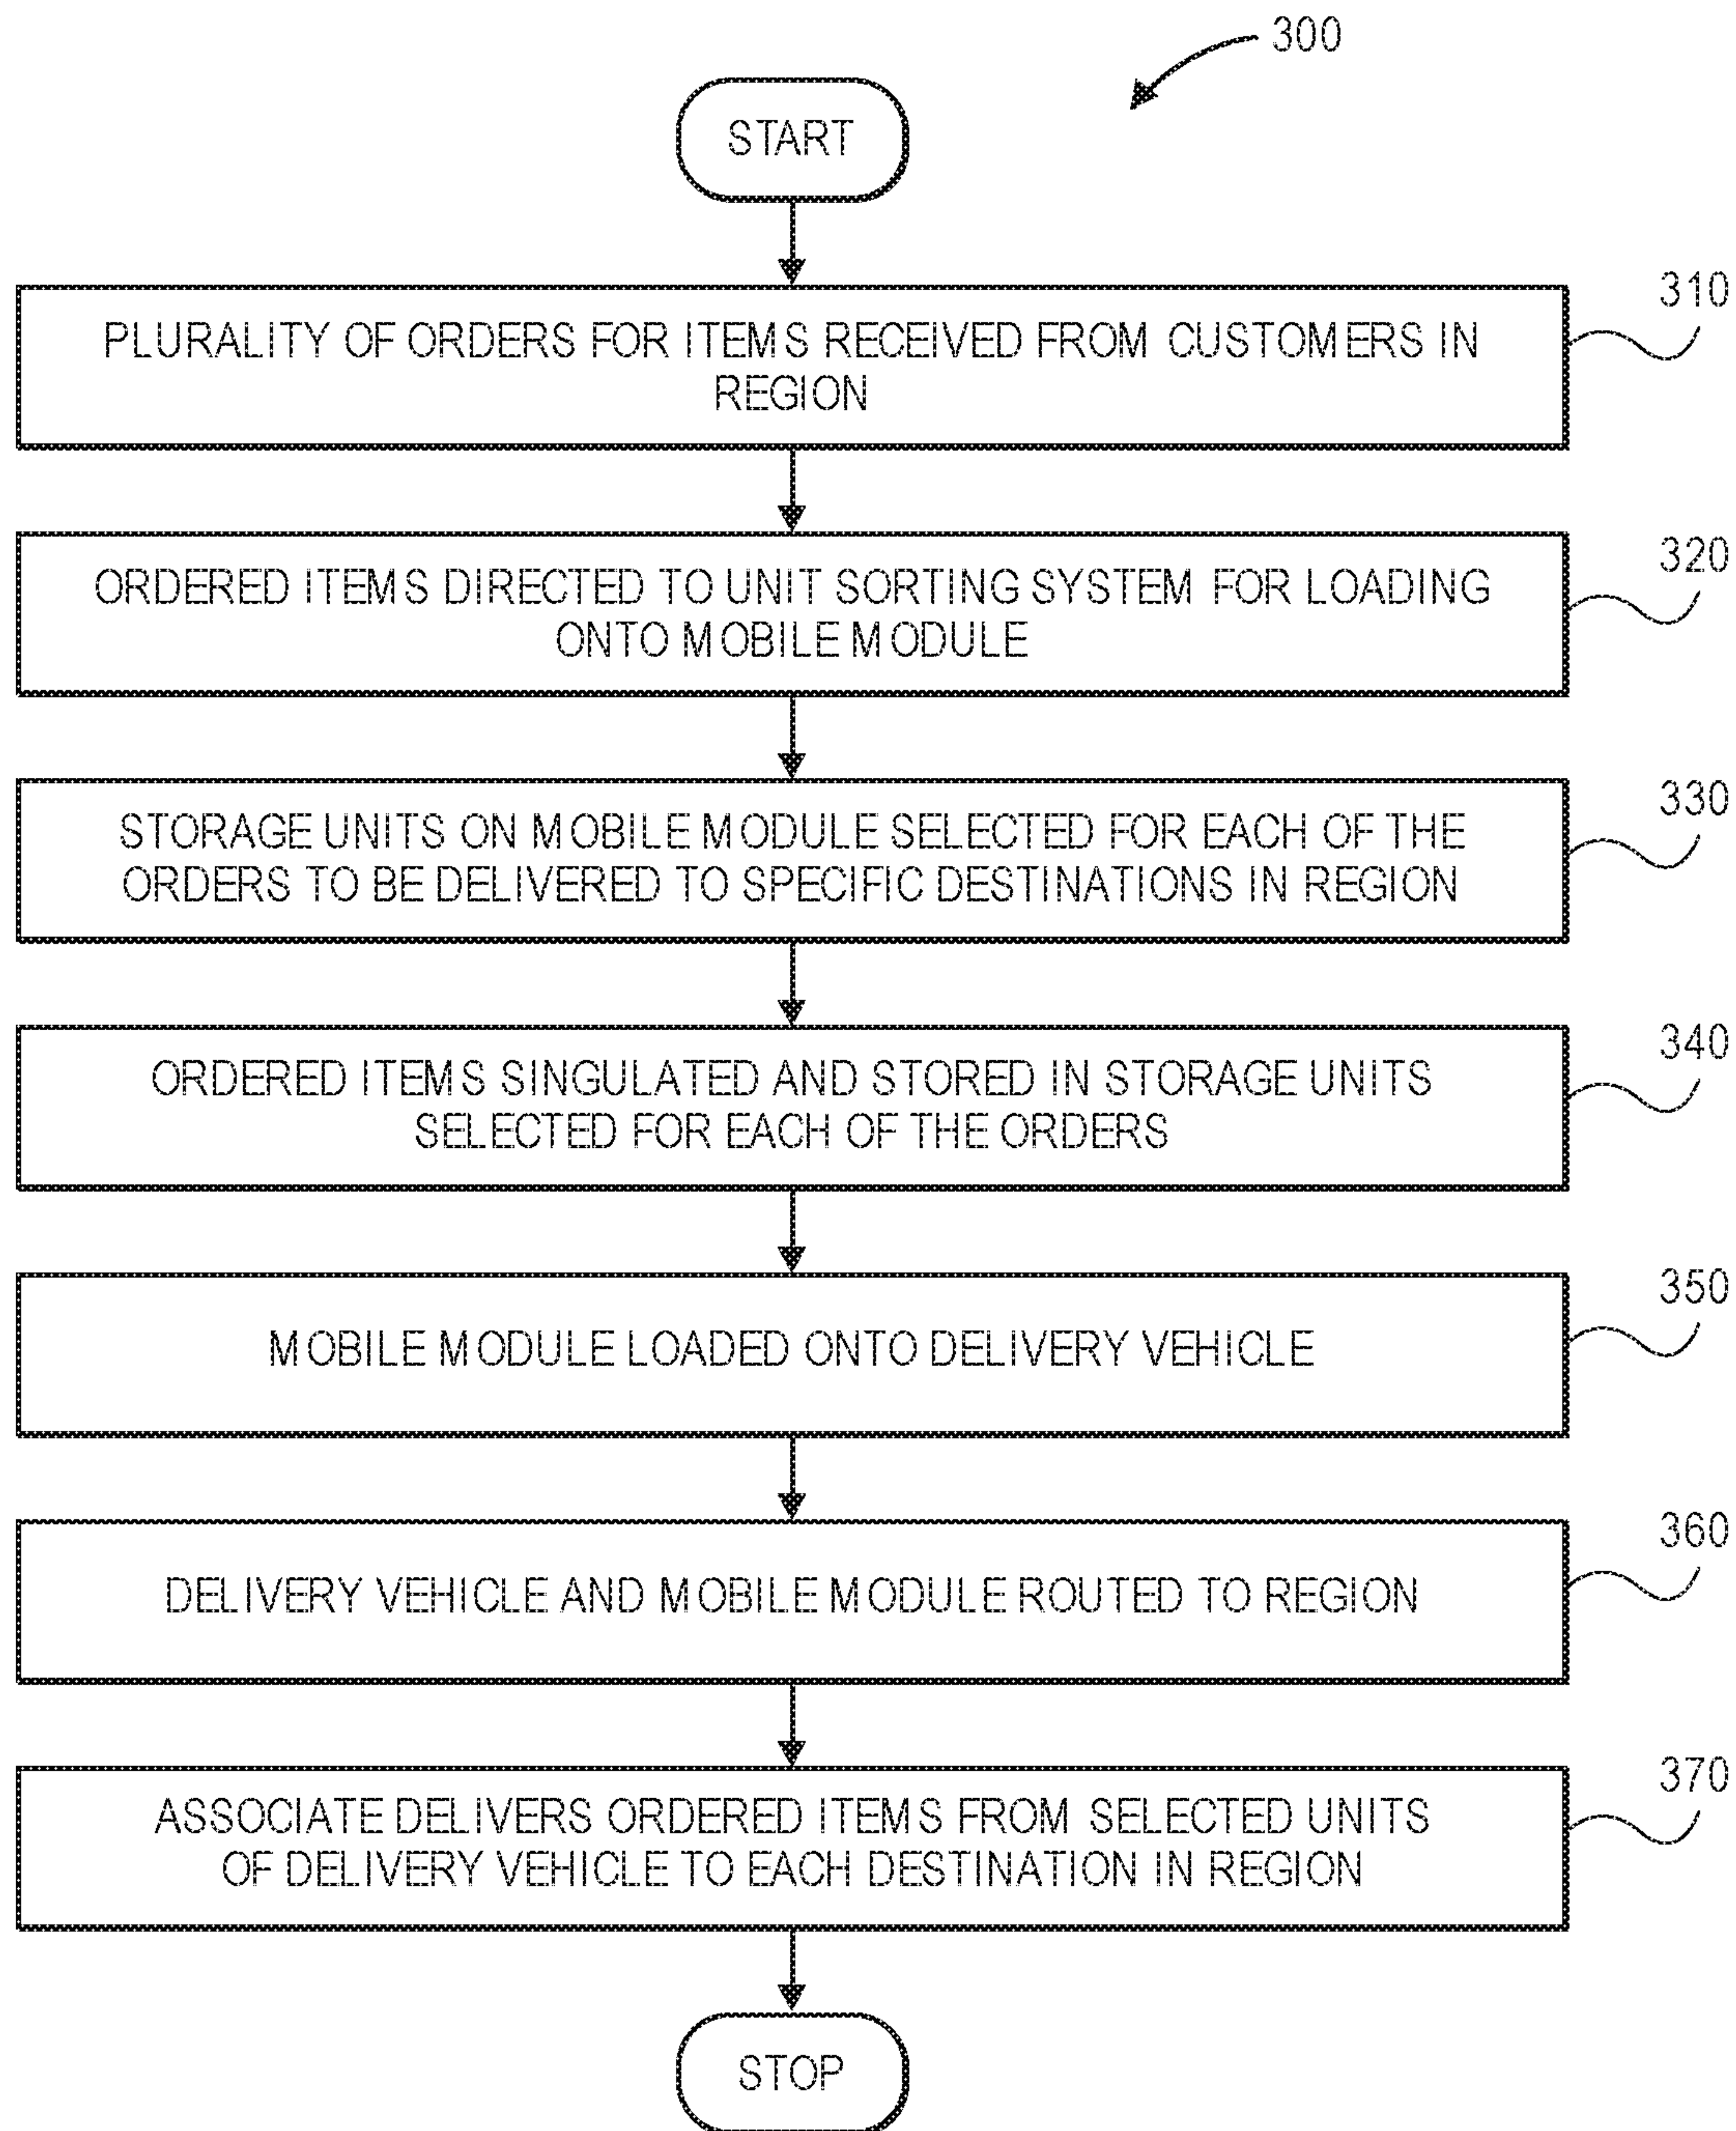 300
START
310
PLURALITY OF ORDERS FOR ITEMS RECEIVED FROM CUSTOMERS IN
REGION
320
ORDERED ITEMS DIRECTED TO UNIT SORTING SYSTEM FOR LOADING
ONTO MOBILE MODULE
330
STORAGE UNITS ON MOBILE MODULE SELECTED FOR EACH OF THE
ORDERS TO BE DELIVERED TO SPECIFIC DESTINATIONS IN REGION
340
ORDERED ITEMS SINGULATED AND STORED IN STORAGE UNITS
SELECTED FOR EACH OF THE ORDERS
350
MOBILE MODULE LOADED ONTO DELIVERY VEHICLE
360
DELIVERY VEHICLE AND MOBILE MODULE ROUTED TO REGION
370
ASSOCIATE DELIVERS ORDERED ITEMS FROM SELECTED UNITS
OF DELIVERY VEHICLE TO EACH DESTINATION IN REGION
STOP